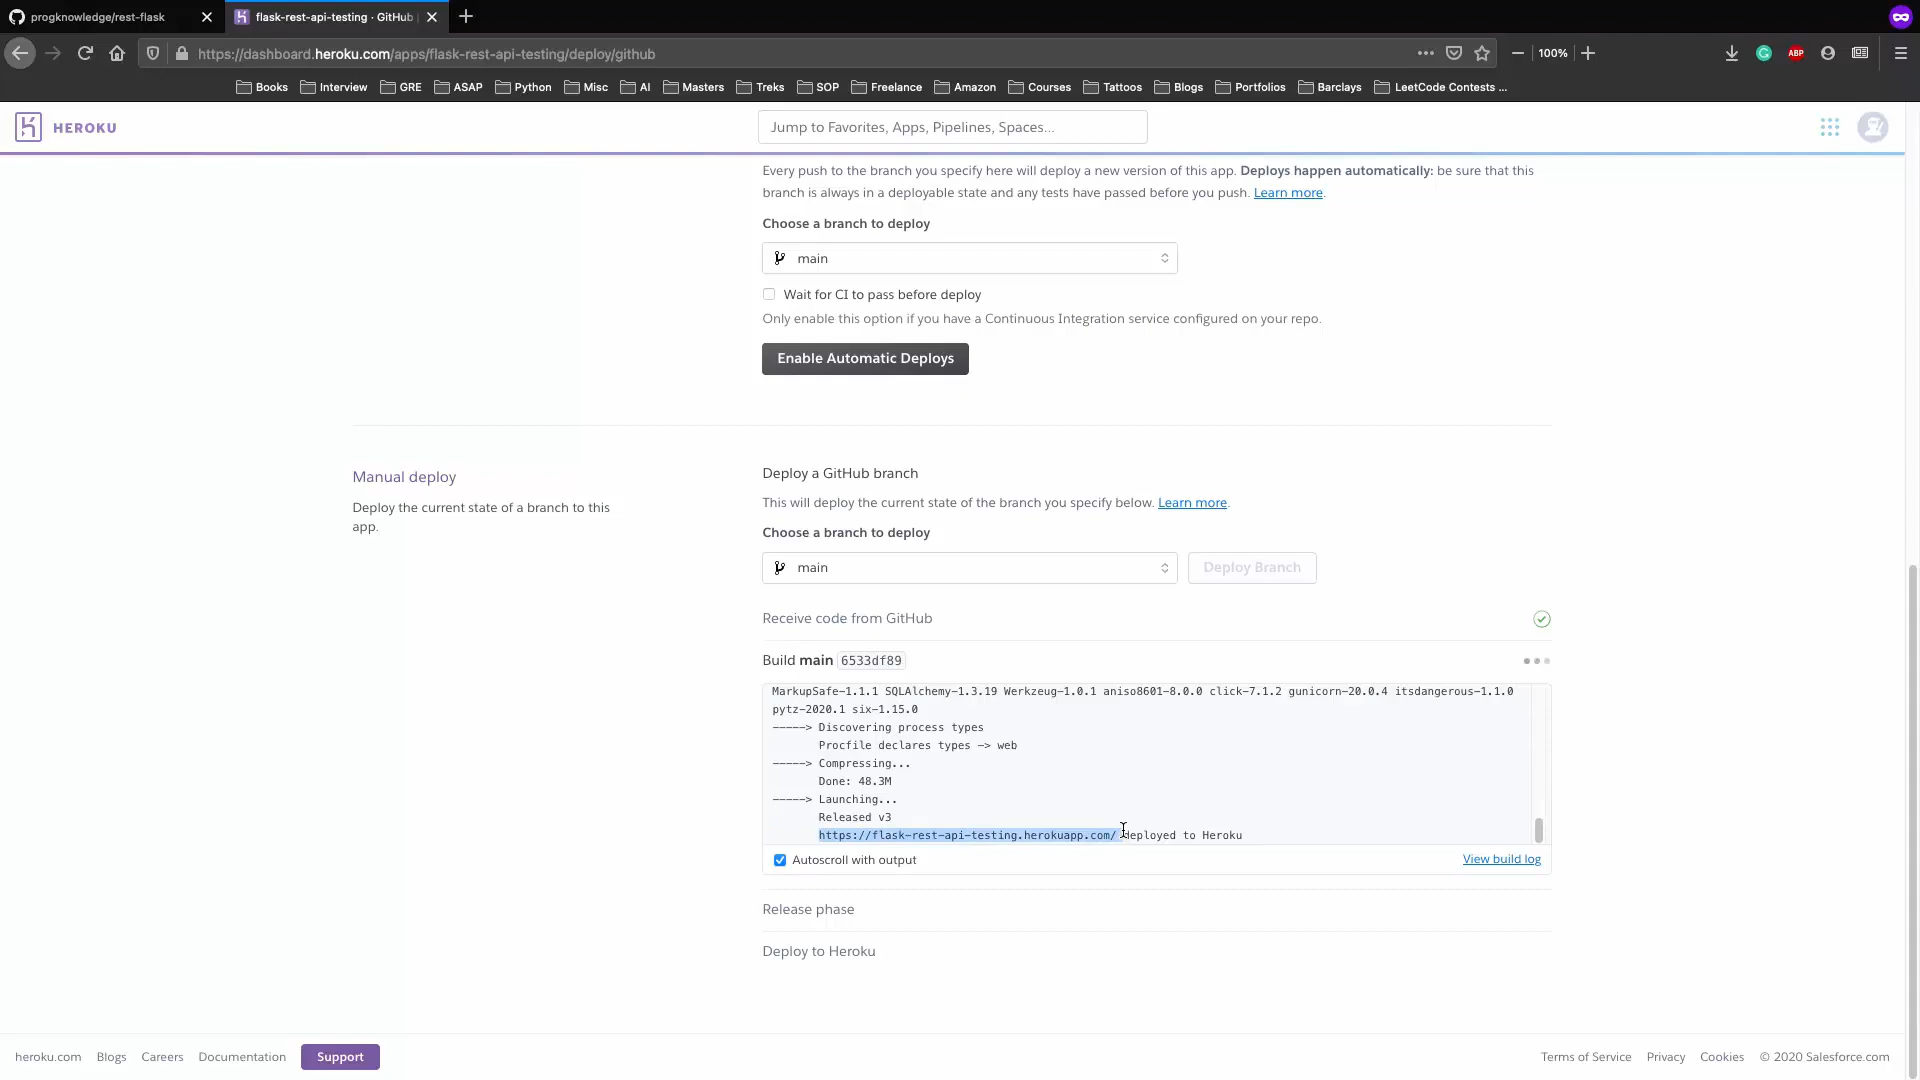 progknowledge/rest-flask
flask-rest-api-testing · GitHub
https://dashboard.heroku.com/apps/flask-rest-api-testing/deploy/github
100%
ABP
Books Interview GRE ASAP Python Misc AI Masters Treks SOP Freelance Amazon Courses Tattoos Blogs Portfolios Barclays LeetCode Contests ...
HEROKU
Jump to Favorites, Apps, Pipelines, Spaces...
Every push to the branch you specify here will deploy a new version of this app. Deploys happen automatically: be sure that this
branch is always in a deployable state and any tests have passed before you push. Learn more.
Choose a branch to deploy
main
Wait for CI to pass before deploy
Only enable this option if you have a Continuous Integration service configured on your repo.
Enable Automatic Deploys
Manual deploy
Deploy the current state of a branch to this
app.
Deploy a GitHub branch
This will deploy the current state of the branch you specify below. Learn more.
Choose a branch to deploy
main
Deploy Branch
Receive code from GitHub
Build main 6533df89
MarkupSafe-1.1.1 SQLAlchemy-1.3.19 Werkzeug-1.0.1 aniso8601-8.0.0 click-7.1.2 gunicorn-20.0.4 itsdangerous-1.1.0
pytz-2020.1 six-1.15.0
-----> Discovering process types
Procfile declares types -> web
-----> Compressing...
Done: 48.3M
-----> Launching...
Released v3
https://flask-rest-api-testing.herokuapp.com/ deployed to Heroku
Autoscroll with output
View build log
Release phase
Deploy to Heroku
heroku.com Blogs Careers Documentation Support
Terms of Service Privacy Cookies © 2020 Salesforce.com